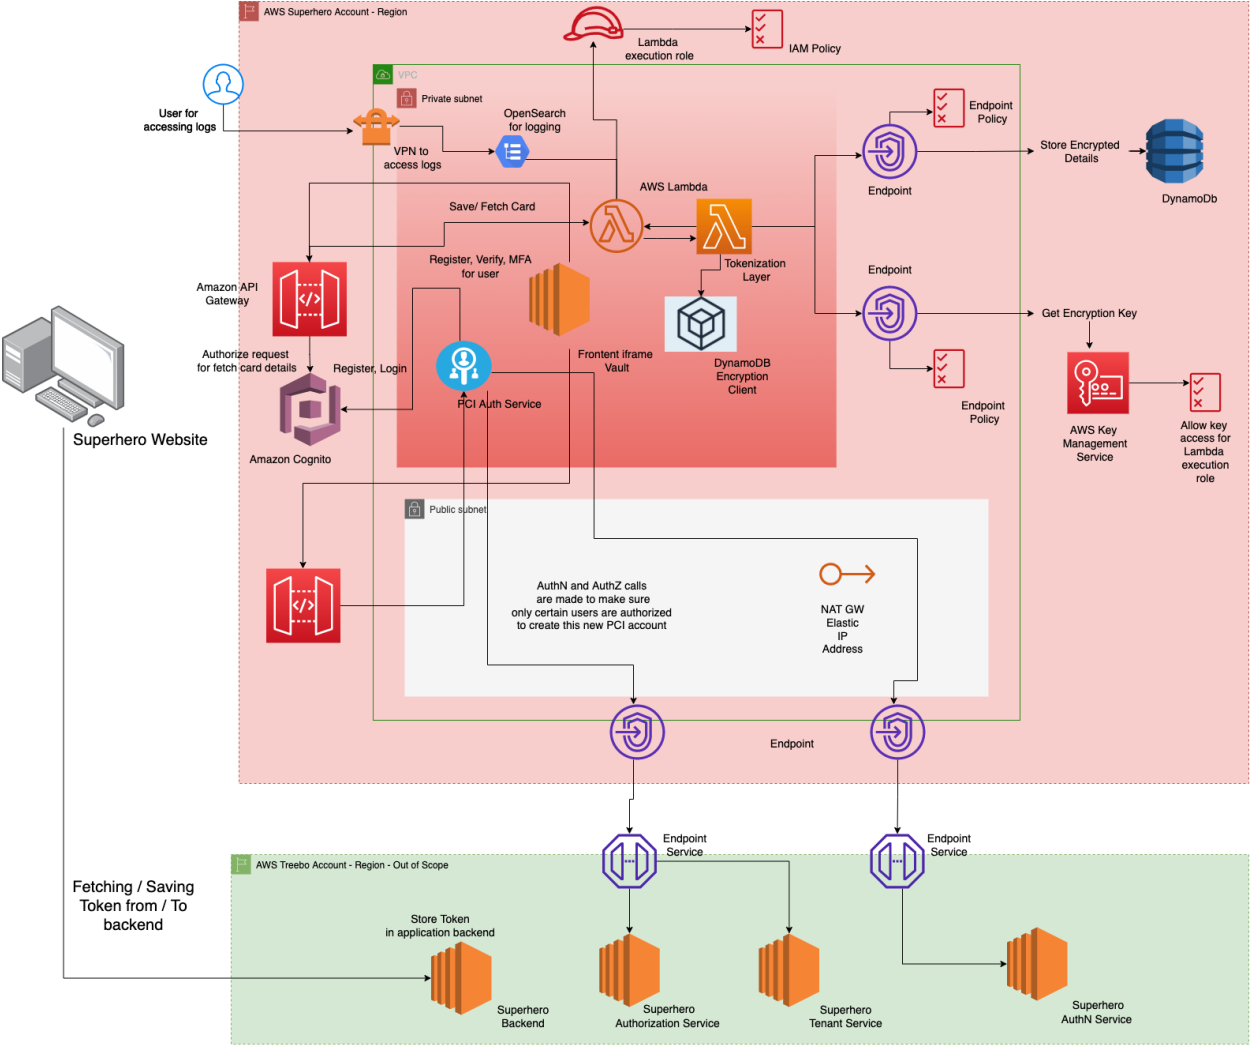 AWS Superhero Account - Region
Lambda
execution role
IAM Policy
VPC
Private subnet
User for
accessing logs
OpenSearch
for logging
VPN to
access logs
Endpoint
Policy
Endpoint
Store Encrypted
Details
DynamoDb
AWS Lambda
Save/ Fetch Card
Tokenization
Layer
Register, Verify, MFA
for user
Amazon API
Gateway
Endpoint
Get Encryption Key
Authorize request
for fetch card details
Register, Login
Frontent iframe
Vault
DynamoDB
Encryption
Client
PCI Auth Service
Endpoint
Policy
AWS Key
Management
Service
Allow key
access for
Lambda
execution
role
Superhero Website
Amazon Cognito
Public subnet
AuthN and AuthZ calls
are made to make sure
only certain users are authorized
to create this new PCI account
NAT GW
Elastic
IP
Address
Endpoint
Endpoint
Service
Endpoint
Service
AWS Treebo Account - Region - Out of Scope
Fetching / Saving
Token from / To
backend
Store Token
in application backend
Superhero
Backend
Superhero
Authorization Service
Superhero
Tenant Service
Superhero
AuthN Service